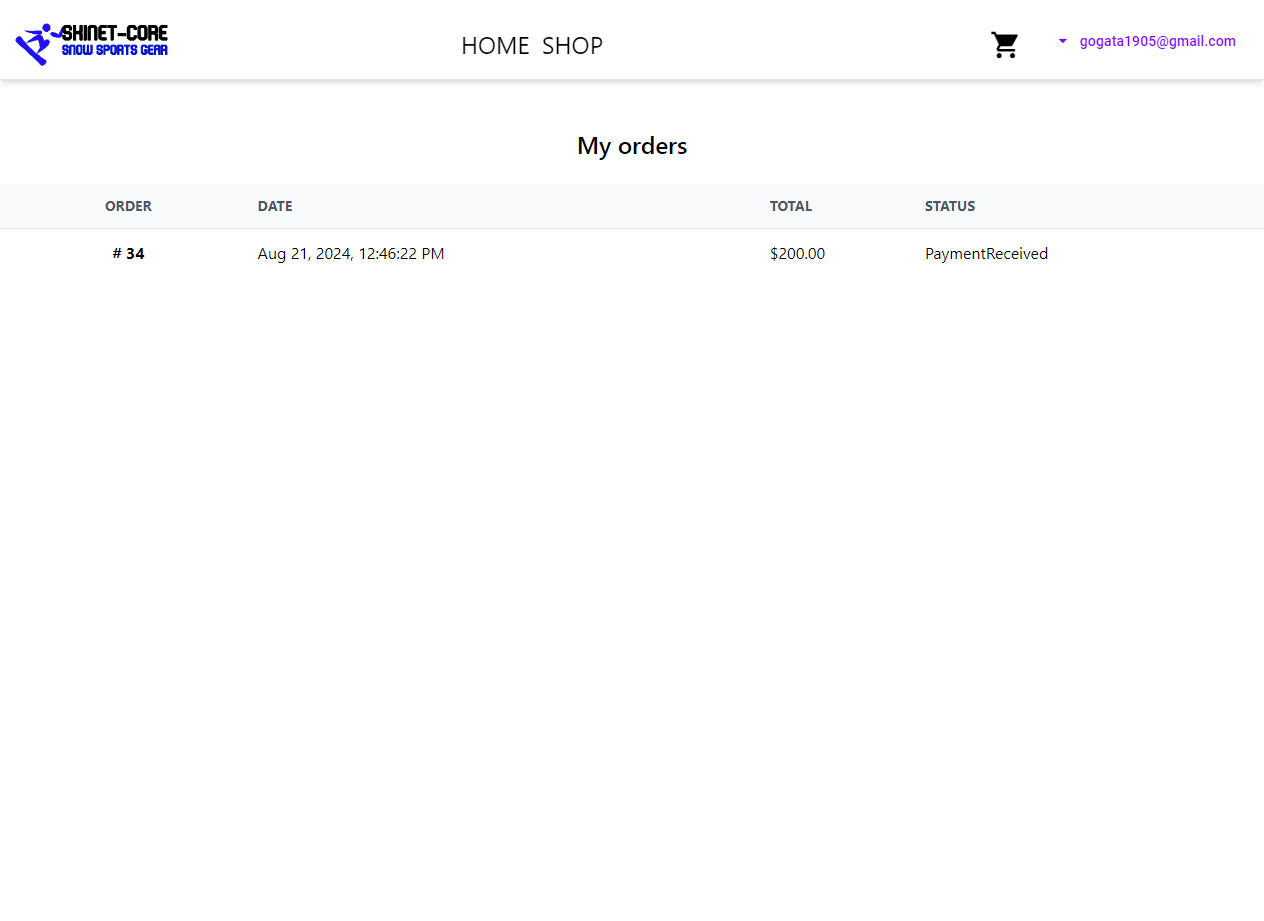 SKINET-CORE
SNOW SPORTS GEAR
HOME SHOP
gogata1905@gmail.com
My orders
ORDER DATE TOTAL STATUS
# 34 Aug 21, 2024, 12:46:22 PM $200.00 PaymentReceived